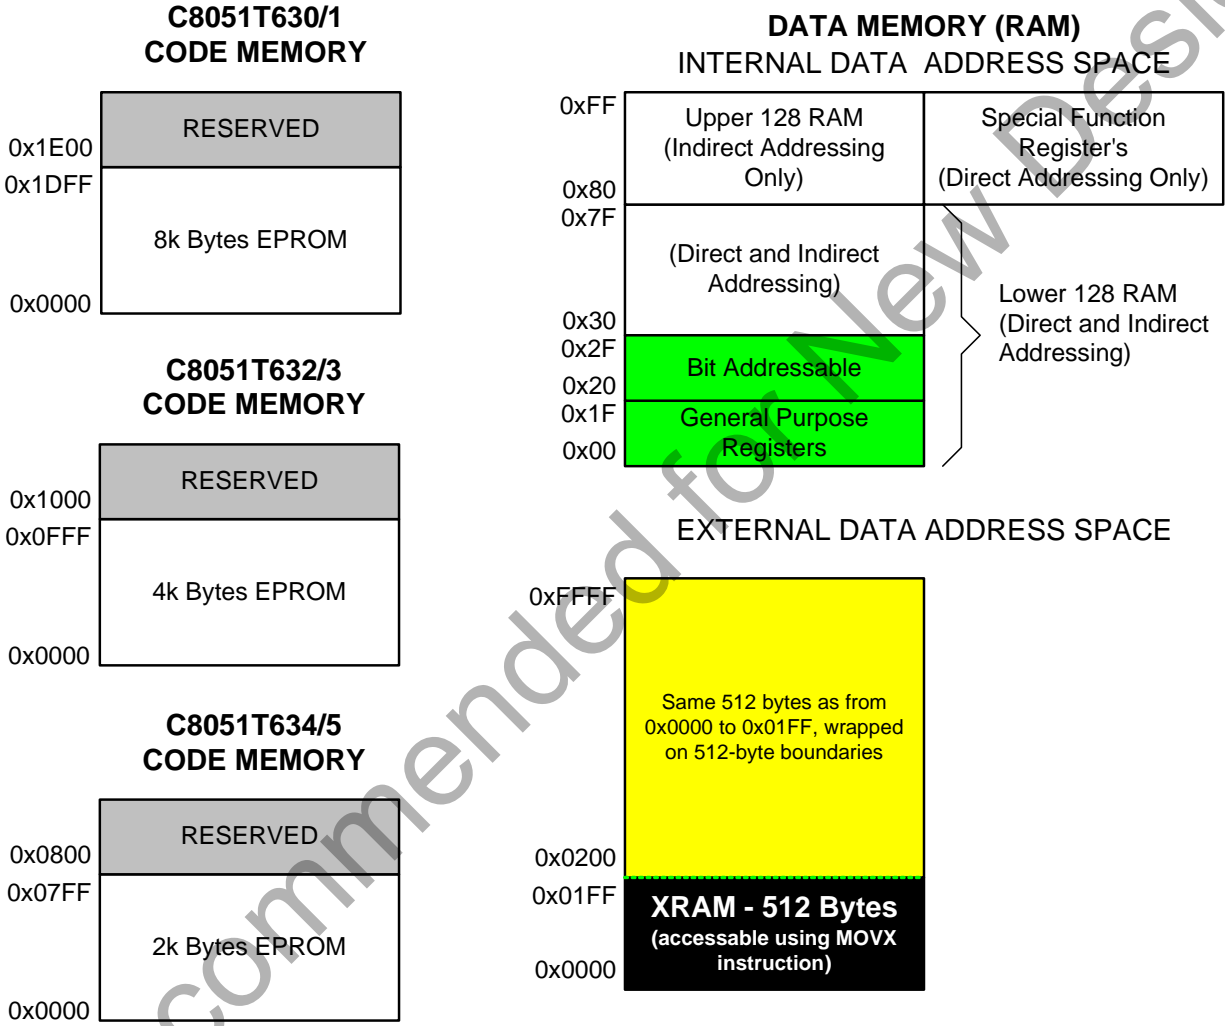 C8051T630/1
CODE MEMORY
RESERVED
0x1E00
0x1DFF
8k Bytes EPROM
0x0000
C8051T632/3
CODE MEMORY
RESERVED
0x1000
0x0FFF
4k Bytes EPROM
0x0000
C8051T634/5
CODE MEMORY
RESERVED
0x0800
0x07FF
2k Bytes EPROM
0x0000
DATA MEMORY (RAM)
INTERNAL DATA ADDRESS SPACE
0xFF
Upper 128 RAM
(Indirect Addressing
Only)
0x80
Special Function
Register's
(Direct Addressing Only)
0x7F
(Direct and Indirect
Addressing)
0x30
Lower 128 RAM
(Direct and Indirect
Addressing)
0x2F
Bit Addressable
0x20
0x1F
General Purpose
Registers
0x00
EXTERNAL DATA ADDRESS SPACE
0xFFFF
Same 512 bytes as from
0x0000 to 0x01FF, wrapped
on 512-byte boundaries
0x0200
0x01FF
XRAM - 512 Bytes
(accessable using MOVX
instruction)
0x0000
commended for New Desi